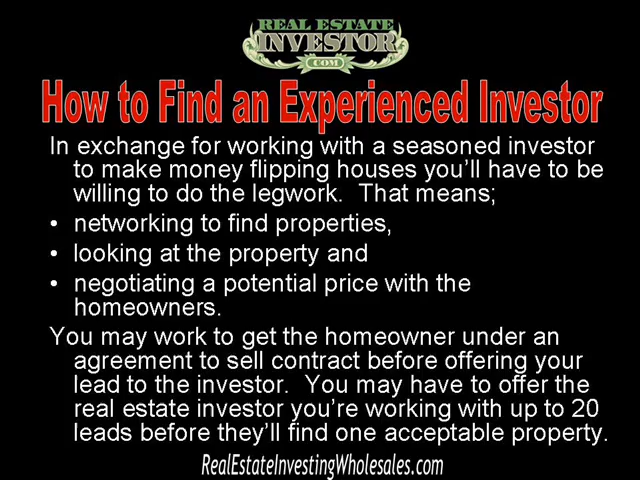 REAL ESTATE
INVESTOR
COM
How to Find an Experienced Investor
In exchange for working with a seasoned investor
to make money flipping houses you'll have to be
willing to do the legwork.  That means;
• networking to find properties,
• looking at the property and
• negotiating a potential price with the
homeowners.
You may work to get the homeowner under an
agreement to sell contract before offering your
lead to the investor.  You may have to offer the
real estate investor you're working with up to 20
leads before they'll find one acceptable property.
RealEstateInvestingWholesales.com